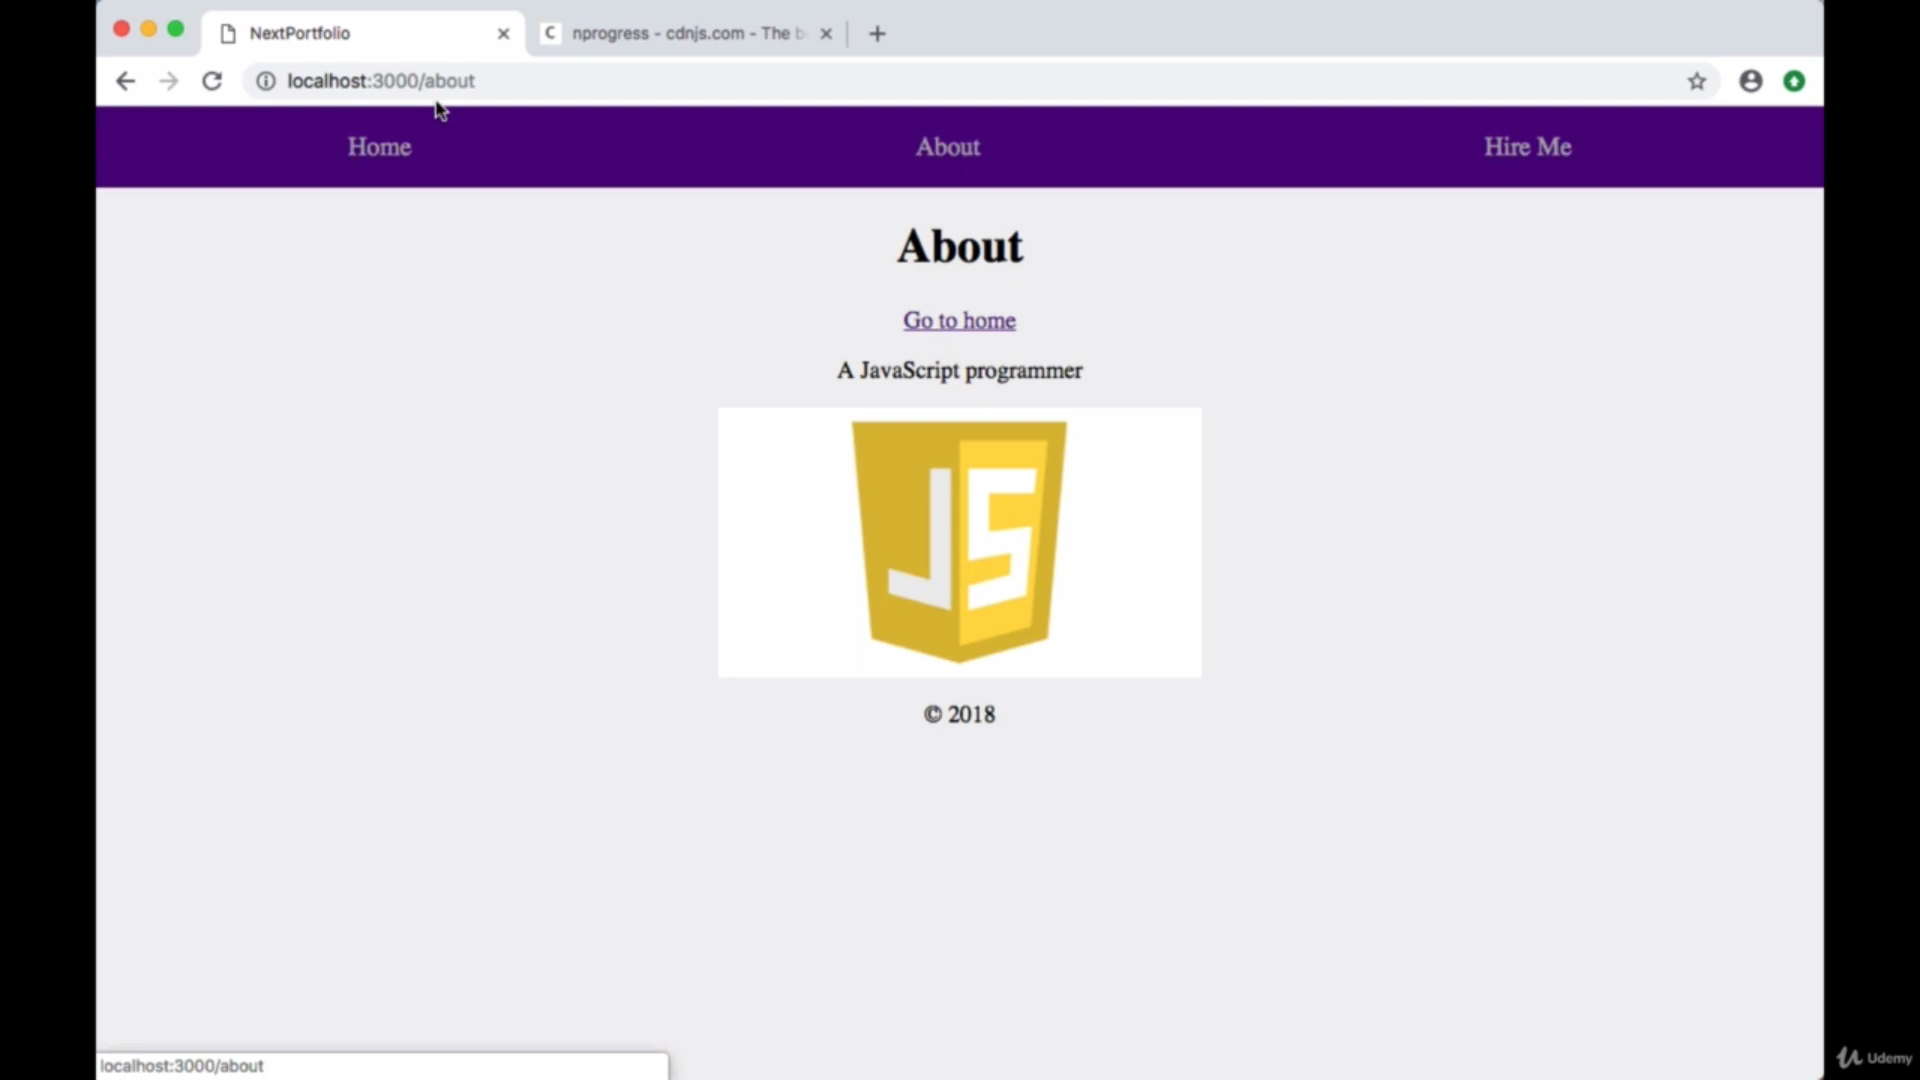 NextPortfolio
C nprogress - cdnjs.com - The b
localhost:3000/about
Home About Hire Me
About
Go to home
A JavaScript programmer
JS
© 2018
localhost:3000/about
Udemy